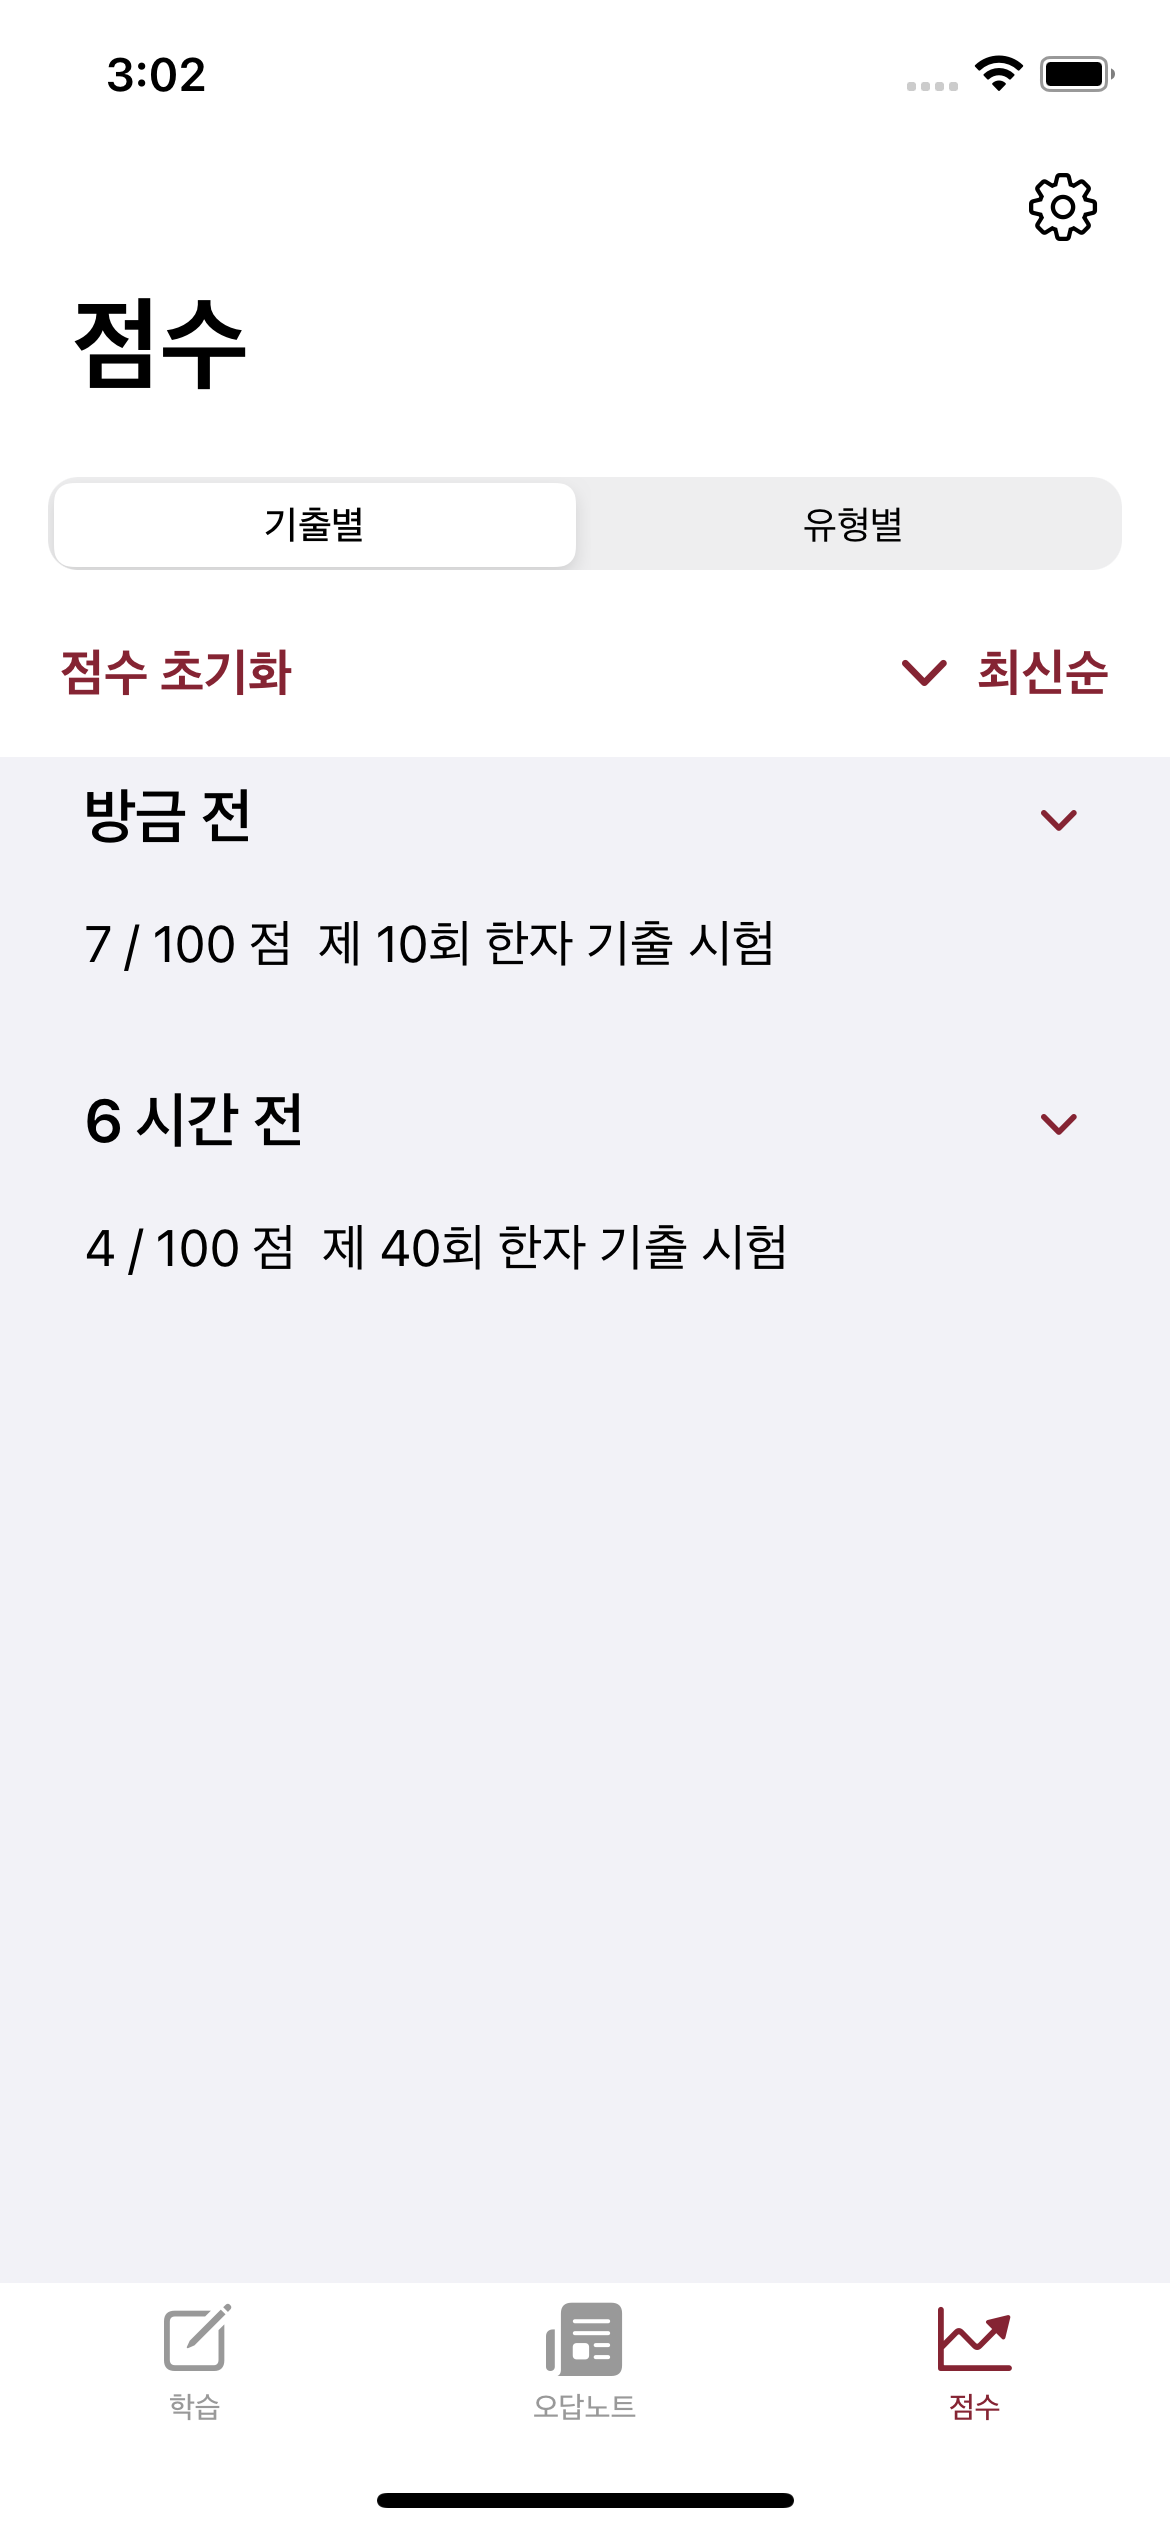 3:02
점수
기출별 유형별
점수 초기화 최신순
방금 전
7 / 100 점 제 10회 한자 기출 시험
6 시간 전
4 / 100 점 제 40회 한자 기출 시험
학습 오답노트 점수